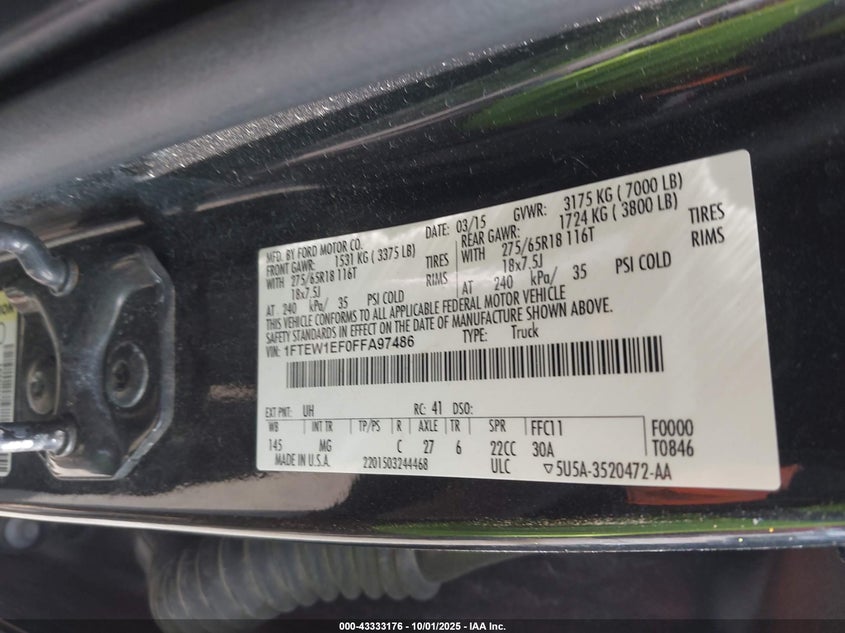 MFD. BY FORD MOTOR CO.
DATE: 03/15
GVWR: 3175 KG ( 7000 LB)
FRONT GAWR: 1531 KG ( 3375 LB)
REAR GAWR: 1724 KG ( 3800 LB)
WITH 275/65R18 116T TIRES
WITH 275/65R18 116T TIRES
18x7.5J RIMS
18x7.5J RIMS
AT 240 kPa/ 35 PSI COLD
AT 240 kPa/ 35 PSI COLD
THIS VEHICLE CONFORMS TO ALL APPLICABLE FEDERAL MOTOR VEHICLE
SAFETY STANDARDS IN EFFECT ON THE DATE OF MANUFACTURE SHOWN ABOVE.
VIN: 1FTEW1EF0FFA97486 TYPE: Truck
EXT PNT: UH RC: 41 DSO:
WB INT TR TP/PS R AXLE TR SPR FFC11 F0000
145 MG C 27 6 22CC 30A T0846
MADE IN U.S.A. 2201503244468 ULC ▽5U5A-3520472-AA
000-43333176 • 10/01/2025 - IAA Inc.